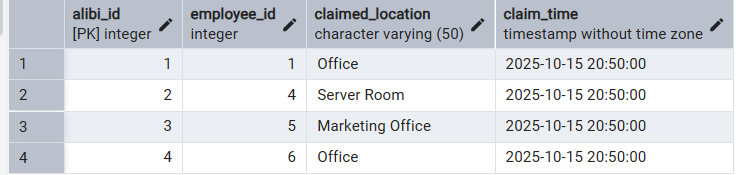 alibi_id employee_id claimed_location claim_time
[PK] integer integer character varying (50) timestamp without time zone
1 1 1 Office 2025-10-15 20:50:00
2 2 4 Server Room 2025-10-15 20:50:00
3 3 5 Marketing Office 2025-10-15 20:50:00
4 4 6 Office 2025-10-15 20:50:00